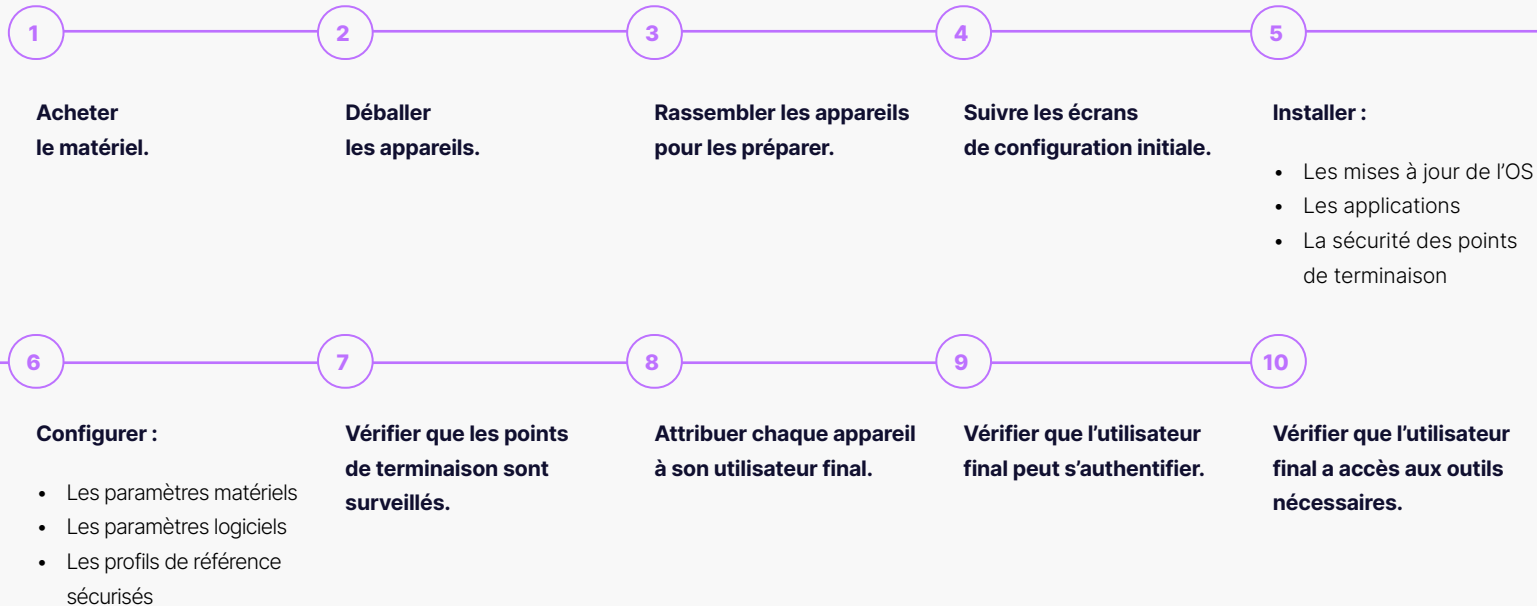 1
Acheter
le matériel.
2
Déballer
les appareils.
3
Rassembler les appareils
pour les préparer.
4
Suivre les écrans
de configuration initiale.
5
Installer :
• Les mises à jour de l’OS
• Les applications
• La sécurité des points
de terminaison
6
Configurer :
• Les paramètres matériels
• Les paramètres logiciels
• Les profils de référence
sécurisés
7
Vérifier que les points
de terminaison sont
surveillés.
8
Attribuer chaque appareil
à son utilisateur final.
9
Vérifier que l’utilisateur
final peut s’authentifier.
10
Vérifier que l’utilisateur
final a accès aux outils
nécessaires.